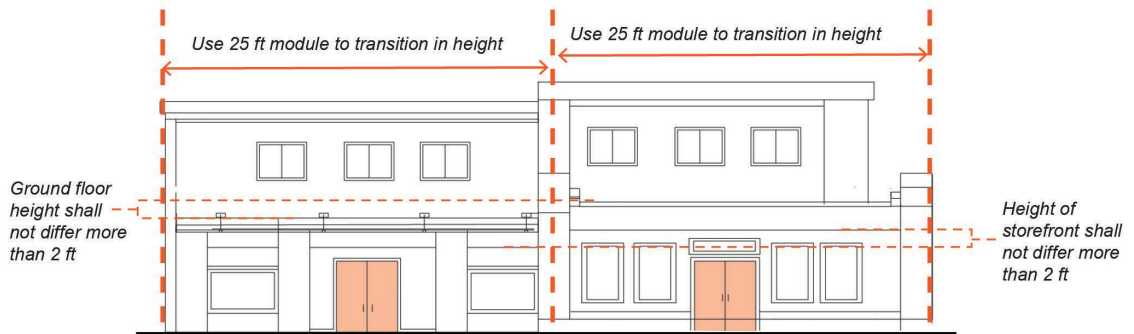 Use 25 ft module to transition in height
Use 25 ft module to transition in height
Ground floor
height shall
not differ more
than 2 ft
Height of
storefront shall
not differ more
than 2 ft